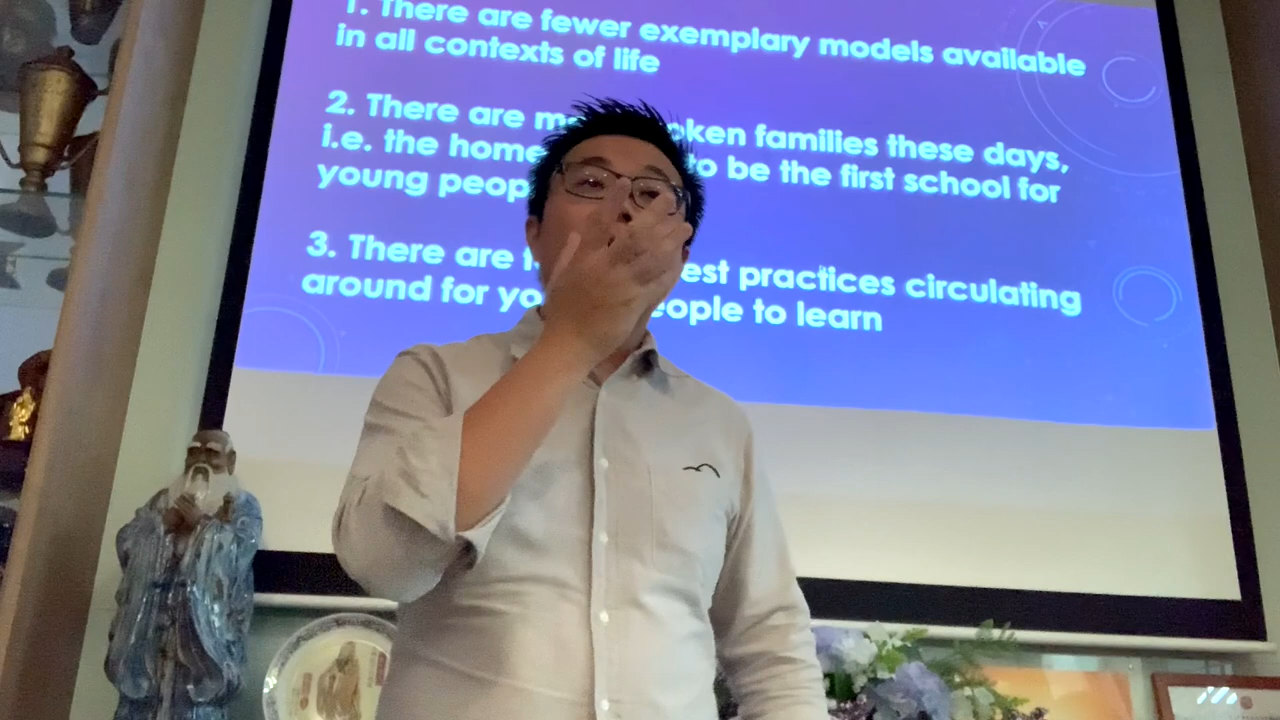 1. There are fewer exemplary models available
in all contexts of life
2. There are ken families these days,
i.e. the home to be the first school for
young peop
3. There are est practices circulating
around for yo eople to learn